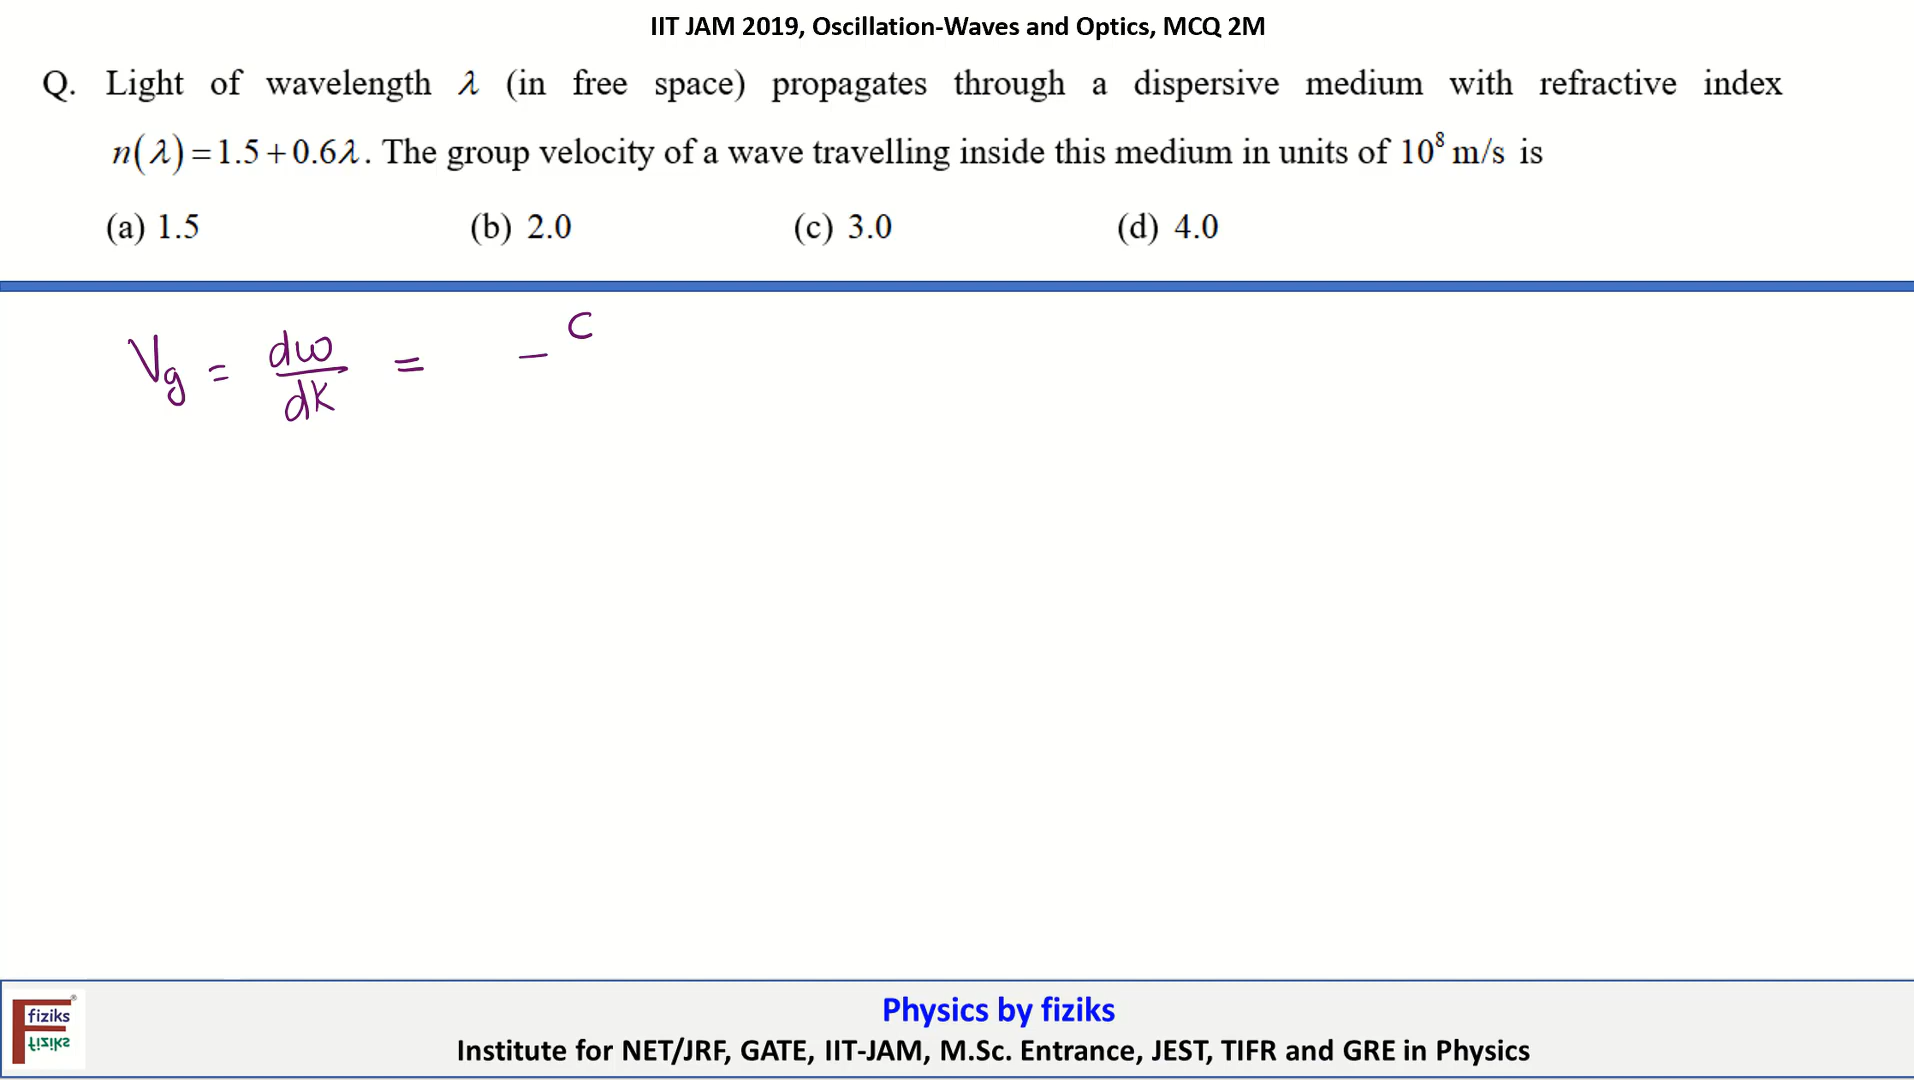 IIT JAM 2019, Oscillation-Waves and Optics, MCQ 2M
Q. Light of wavelength λ (in free space) propagates through a dispersive medium with refractive index
n(λ)=1.5+0.6λ. The group velocity of a wave travelling inside this medium in units of 10⁸ m/s is
(a) 1.5 (b) 2.0 (c) 3.0 (d) 4.0
Vg = dω/dK = - C
fiziks®
fiziks
Physics by fiziks
Institute for NET/JRF, GATE, IIT-JAM, M.Sc. Entrance, JEST, TIFR and GRE in Physics